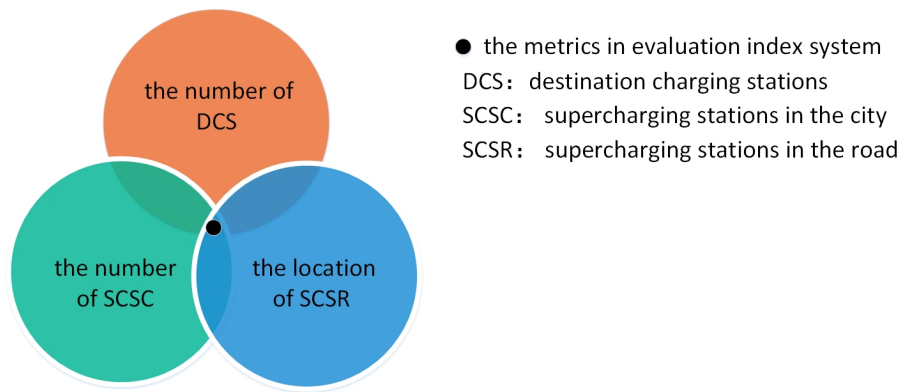 the number of
DCS
the number
of SCSC
the location
of SCSR
the metrics in evaluation index system
DCS： destination charging stations
SCSC： supercharging stations in the city
SCSR： supercharging stations in the road